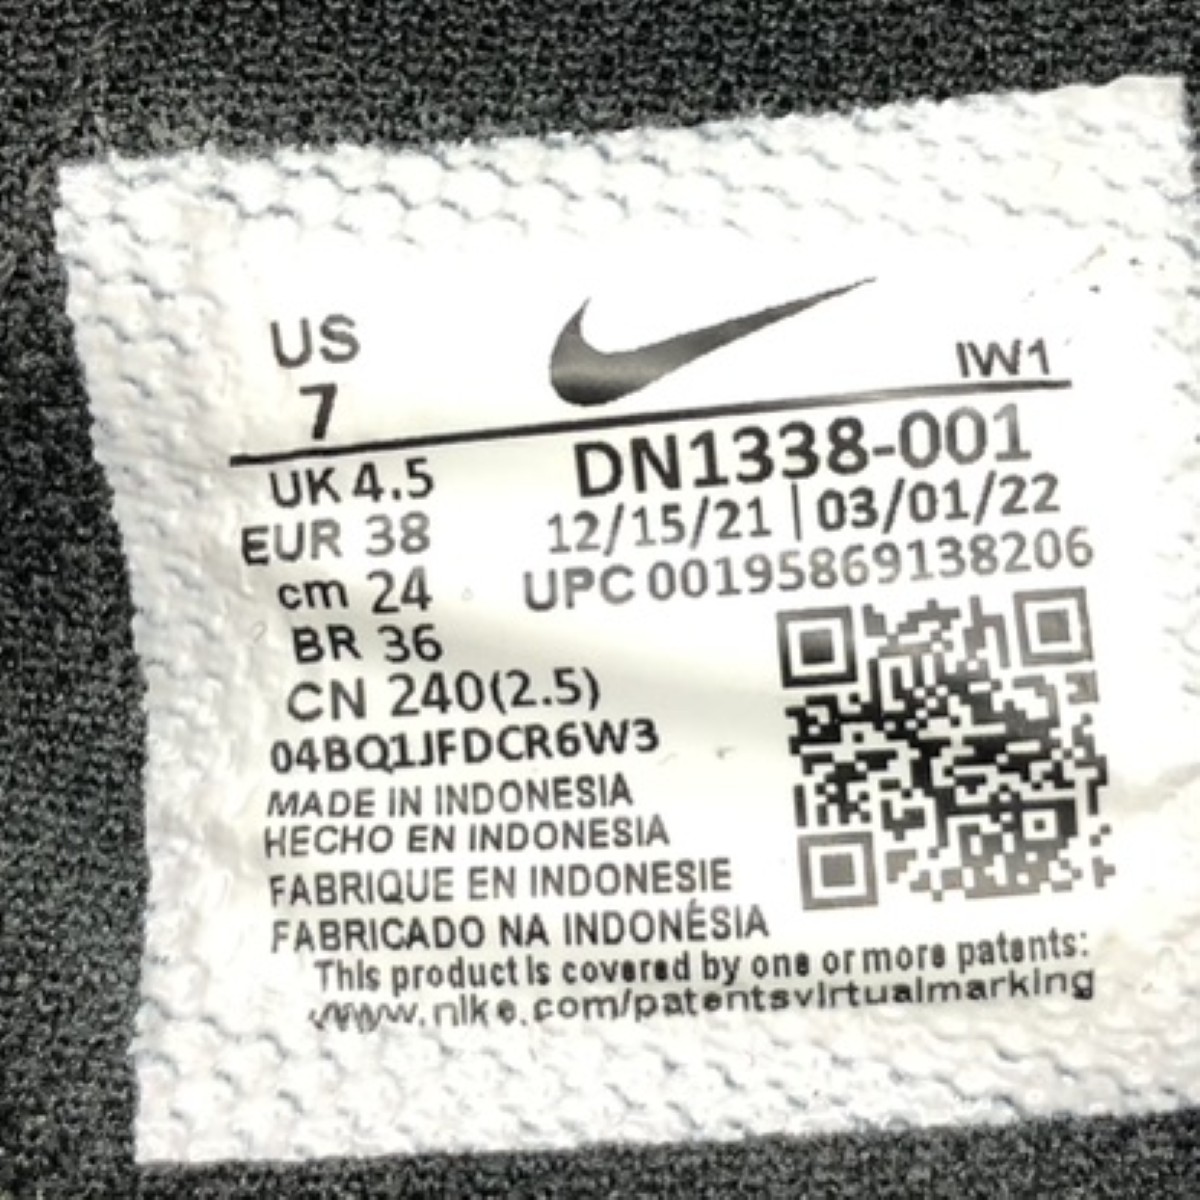 US
7
IW1
UK 4.5
DN1338-001
EUR 38
12/15/21 | 03/01/22
cm 24
UPC 00195869138206
BR 36
CN 240(2.5)
04BQ1JFDCR6W3
MADE IN INDONESIA
HECHO EN INDONESIA
FABRIQUE EN INDONESIE
FABRICADO NA INDONÉSIA
This product is covered by one or more patents:
www.nike.com/patentsvirtualmarking